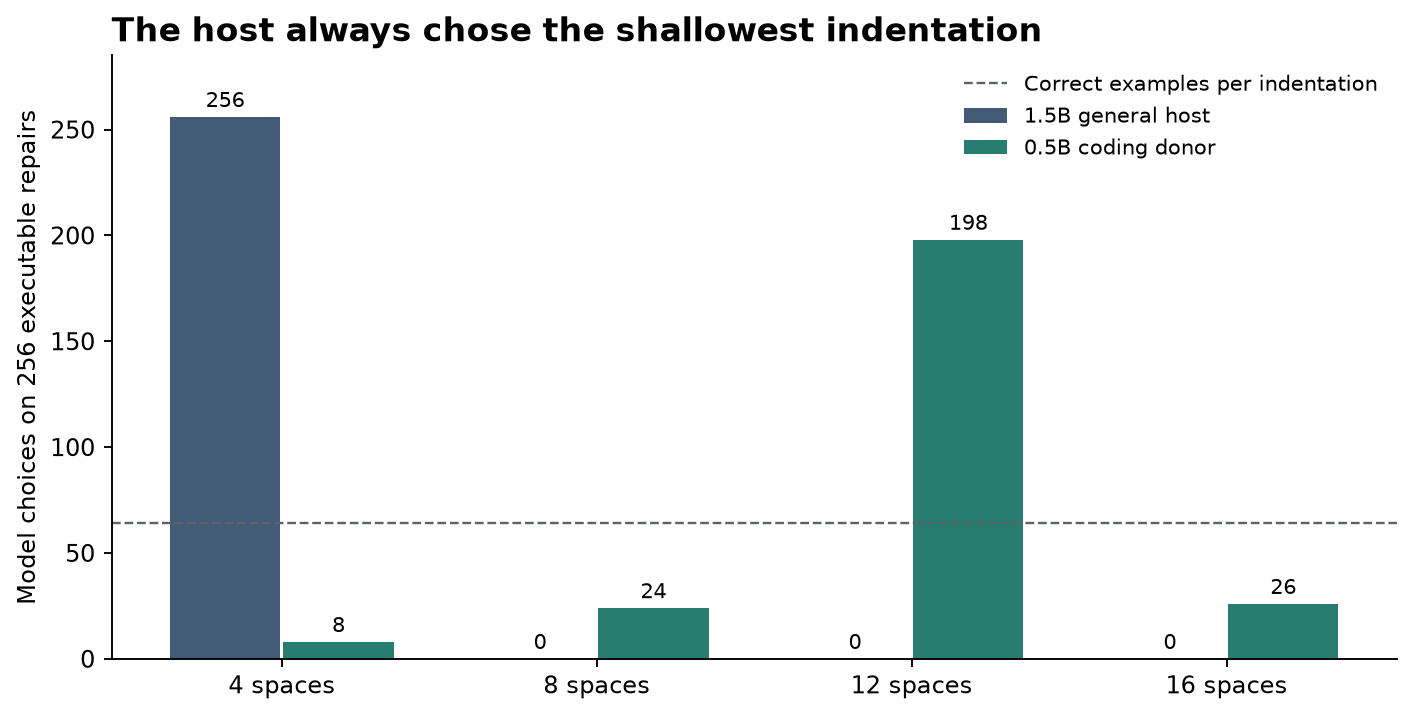 The host always chose the shallowest indentation
Model choices on 256 executable repairs
250
200
150
100
50
0
Correct examples per indentation
1.5B general host
0.5B coding donor
256
8
0
24
0
198
0
26
4 spaces
8 spaces
12 spaces
16 spaces